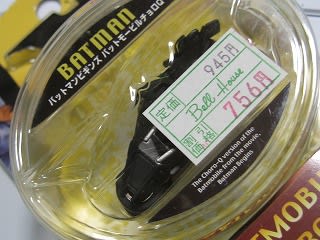 BATMAN
バットマンビギンズ バットモービルチョロQ
定価 945円
Bell House
割引価格 756円
The Choro-Q version of the
Batmobile from the movie,
Batman Begins